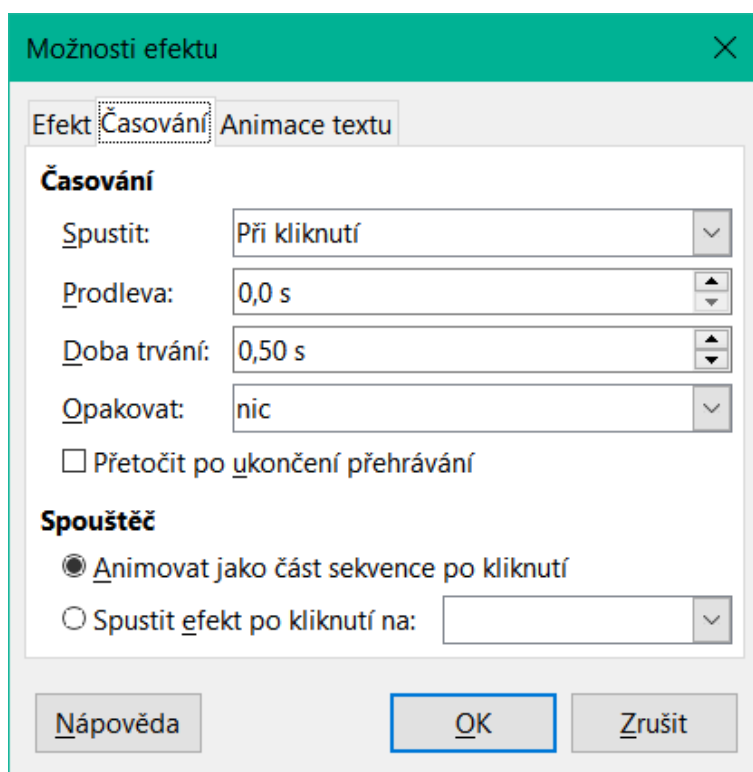 Možnosti efektu
Efekt Časování Animace textu
Časování
Spustit: Při kliknutí
Prodleva: 0,0 s
Doba trvání: 0,50 s
Opakovat: nic
Přetočit po ukončení přehrávání
Spouštěč
Animovat jako část sekvence po kliknutí
Spustit efekt po kliknutí na:
Nápověda OK Zrušit